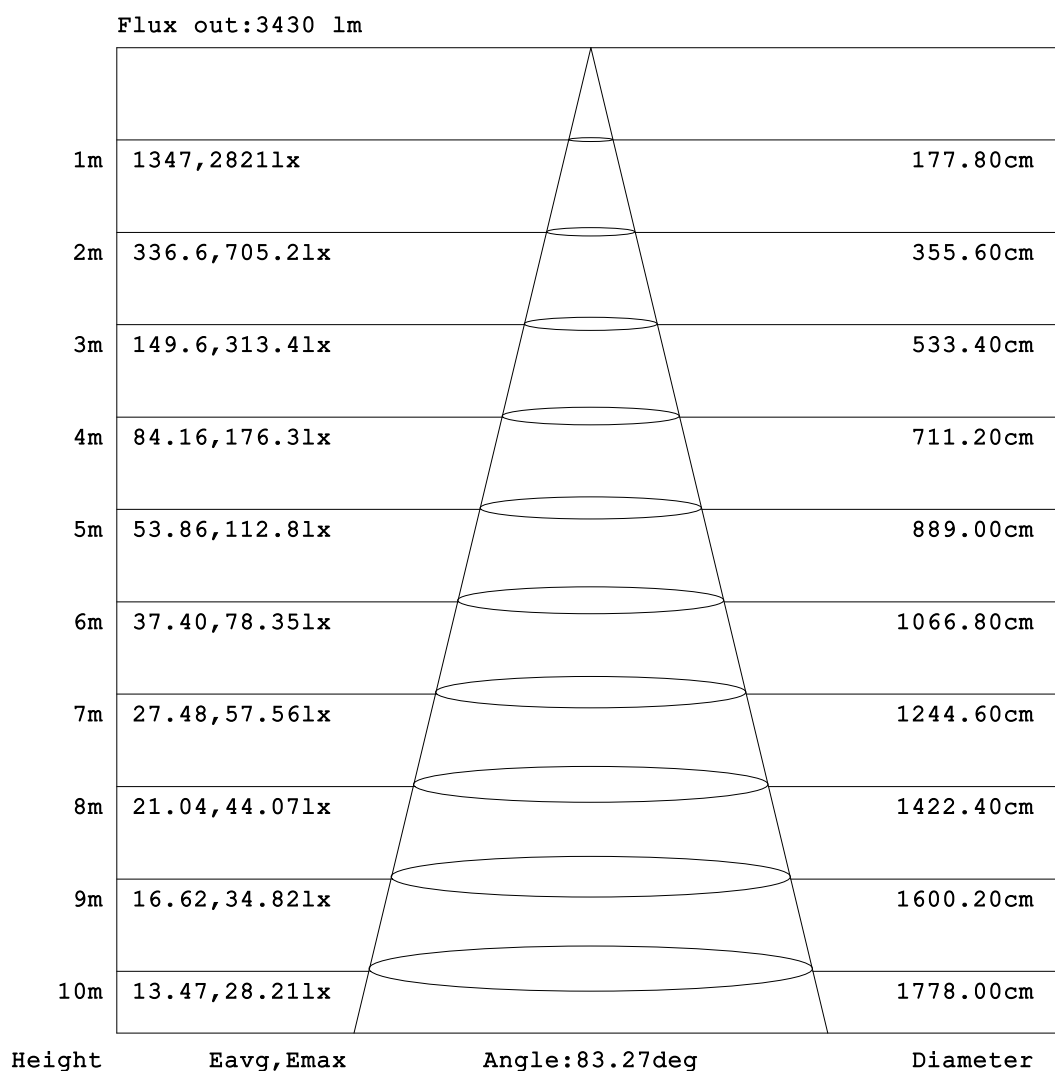 Flux out:3430 lm
1m 1347,2821lx 177.80cm
2m 336.6,705.2lx 355.60cm
3m 149.6,313.4lx 533.40cm
4m 84.16,176.3lx 711.20cm
5m 53.86,112.8lx 889.00cm
6m 37.40,78.35lx 1066.80cm
7m 27.48,57.56lx 1244.60cm
8m 21.04,44.07lx 1422.40cm
9m 16.62,34.82lx 1600.20cm
10m 13.47,28.21lx 1778.00cm
Height Eavg,Emax Angle:83.27deg Diameter